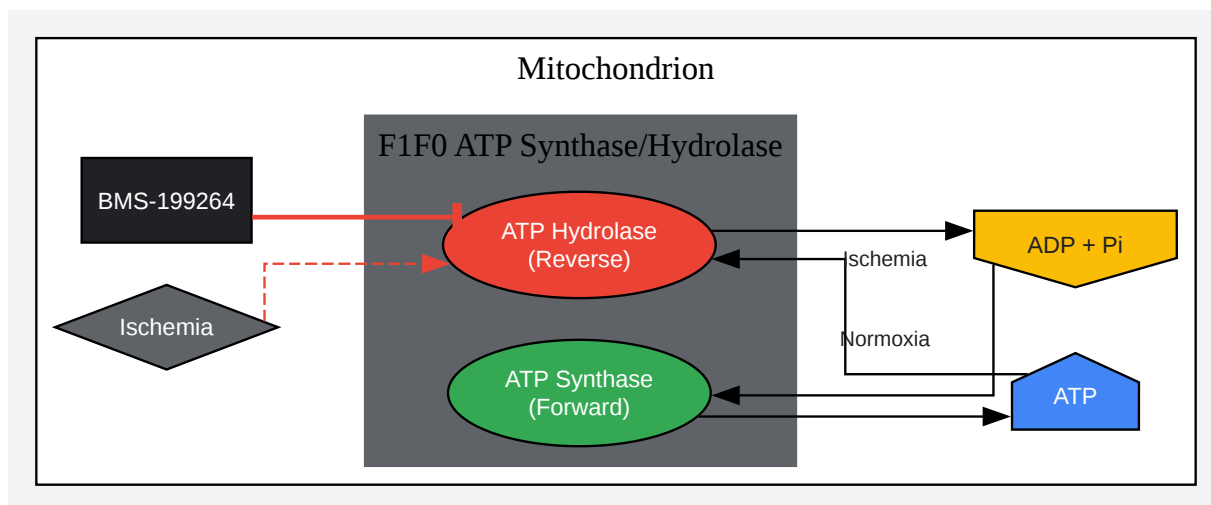 Mitochondrion
F1F0 ATP Synthase/Hydrolase
BMS-199264
ATP Hydrolase
(Reverse)
ADP + Pi
Ischemia
Ischemia
Normoxia
ATP Synthase
(Forward)
ATP